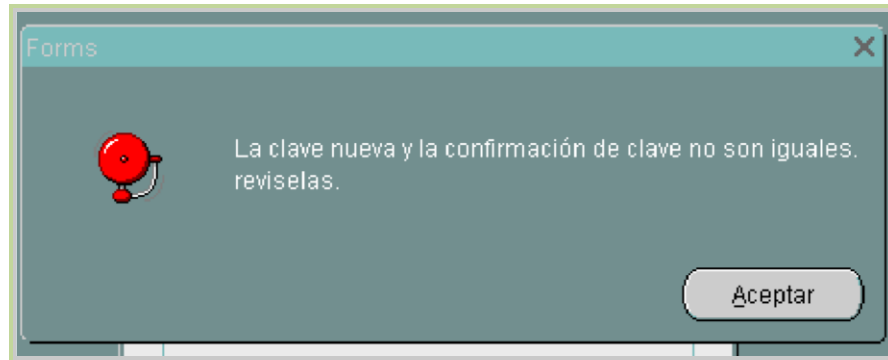 Forms
La clave nueva y la confirmación de clave no son iguales.
reviselas.
Aceptar